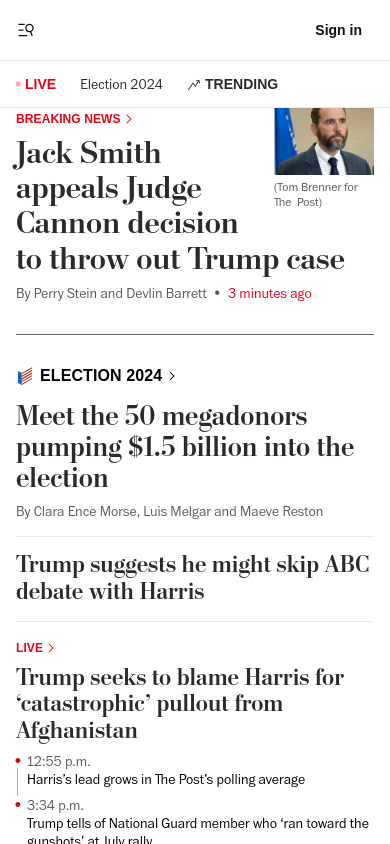 Sign in
LIVE
Election 2024
TRENDING
BREAKING NEWS
Jack Smith
appeals Judge
Cannon decision
to throw out Trump case
(Tom Brenner for
The Post)
By Perry Stein and Devlin Barrett • 3 minutes ago
ELECTION 2024
Meet the 50 megadonors
pumping $1.5 billion into the
election
By Clara Ence Morse, Luis Melgar and Maeve Reston
Trump suggests he might skip ABC
debate with Harris
LIVE
Trump seeks to blame Harris for
‘catastrophic’ pullout from
Afghanistan
12:55 p.m.
Harris’s lead grows in The Post’s polling average
3:34 p.m.
Trump tells of National Guard member who ‘ran toward the
gunshots’ at July rally